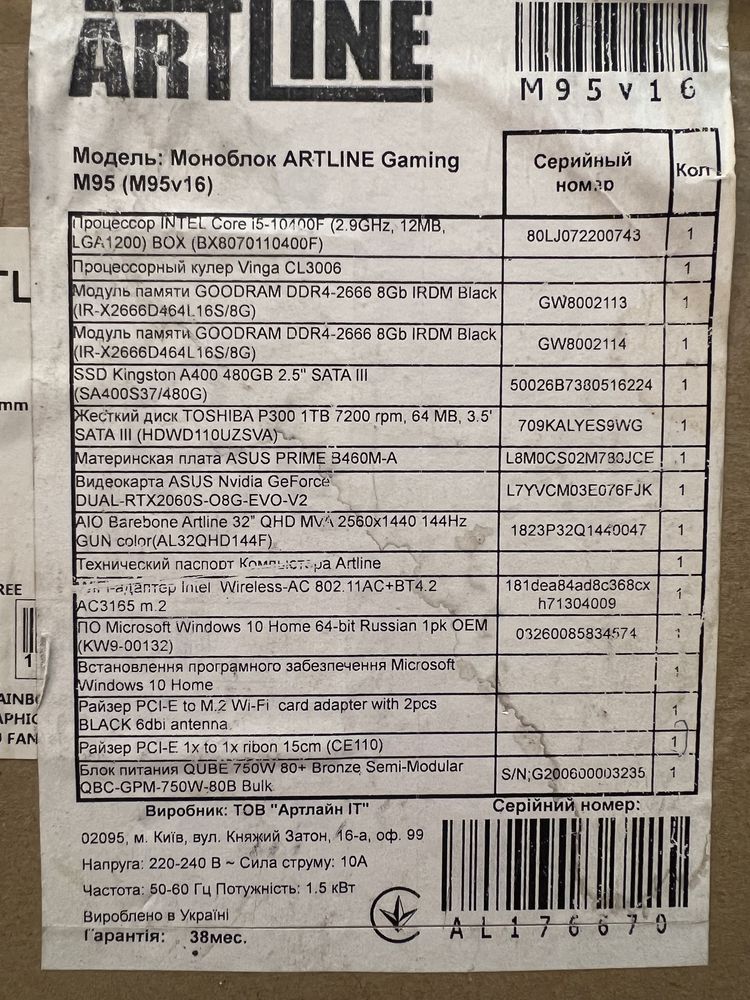 ARTLINE
M95v16
Модель: Моноблок ARTLINE Gaming
M95 (M95v16)
Серийный
номер
Кол
Процессор INTEL Core i5-10400F (2.9GHz, 12MB,
LGA1200) BOX (BX8070110400F)
80LJ072200743
1
Процессорный кулер Vinga CL3006
1
Модуль памяти GOODRAM DDR4-2666 8Gb IRDM Black
(IR-X2666D464L16S/8G)
GW8002113
1
Модуль памяти GOODRAM DDR4-2666 8Gb IRDM Black
(IR-X2666D464L16S/8G)
GW8002114
1
SSD Kingston A400 480GB 2.5" SATA III
(SA400S37/480G)
50026B7380516224
1
Жесткий диск TOSHIBA P300 1TB 7200 rpm, 64 MB, 3.5'
SATA III (HDWD110UZSVA)
709KALYES9WG
1
Материнская плата ASUS PRIME B460M-A
L8M0CS02M780JCE
1
Видеокарта ASUS Nvidia GeForce
DUAL-RTX2060S-O8G-EVO-V2
L7YVCM03E076FJK
1
AIO Barebone Artline 32" QHD MVA 2560x1440 144Hz
GUN color(AL32QHD144F)
1823P32Q1440047
1
Технический паспорт Компьютера Artline
1
WiFi-адаптер Intel Wireless-AC 802.11AC+BT4.2
AC3165 m.2
181dea84ad8c368cx
h71304009
1
ПО Microsoft Windows 10 Home 64-bit Russian 1pk OEM
(KW9-00132)
03260085834574
1
Встановлення програмного забезпечення Microsoft
Windows 10 Home
1
Райзер PCI-E to M.2 Wi-Fi card adapter with 2pcs
BLACK 6dbi antenna
1
Райзер PCI-E 1x to 1x ribon 15cm (CE110)
1
Блок питания QUBE 750W 80+ Bronze Semi-Modular
QBC-GPM-750W-80B Bulk
S/N;G200600003235
1
Виробник: ТОВ "Артлайн ІТ"
Серійний номер:
02095, м. Київ, вул. Княжий Затон, 16-а, оф. 99
Напруга: 220-240 В ~ Сила струму: 10А
Частота: 50-60 Гц Потужність: 1.5 кВт
Вироблено в Україні
Гарантія: 38мес.
AL176670
TL
mm
REE
1
AINB
APHIC
FAN